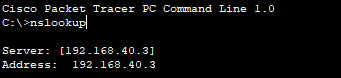 Cisco Packet Tracer PC Command Line 1.0
C:\>nslookup
Server: [192.168.40.3]
Address:  192.168.40.3